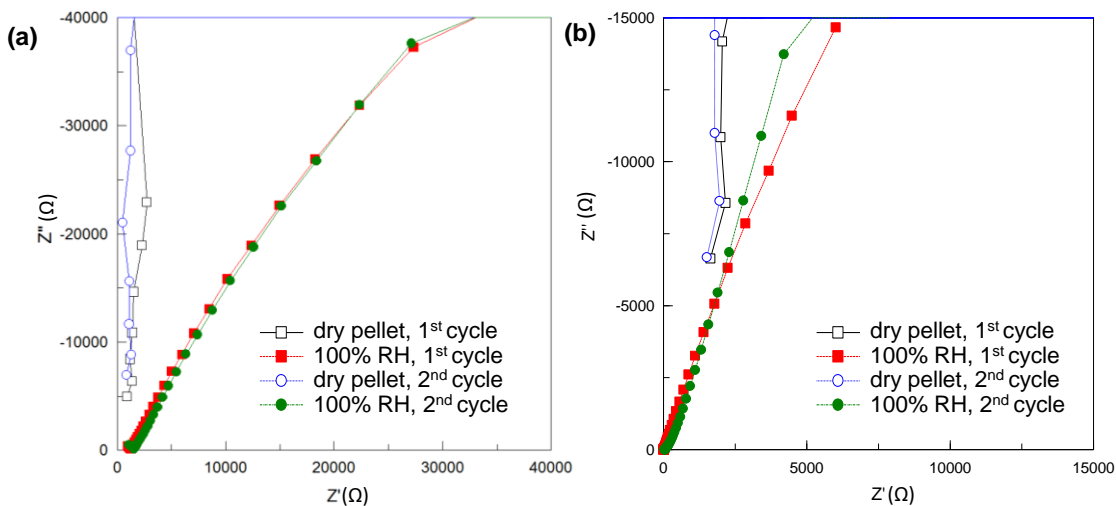 (a)
-40000
-30000
-20000
-10000
0
Z" (Ω)
0
10000
20000
30000
40000
Z'(Ω)
dry pellet, 1st cycle
100% RH, 1st cycle
dry pellet, 2nd cycle
100% RH, 2nd cycle
(b)
-15000
-10000
-5000
0
Z'' (Ω)
0
5000
10000
15000
Z'(Ω)
dry pellet, 1st cycle
100% RH, 1st cycle
dry pellet, 2nd cycle
100% RH, 2nd cycle